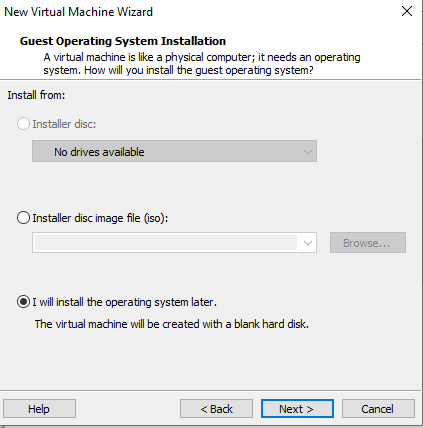 New Virtual Machine Wizard
Guest Operating System Installation
A virtual machine is like a physical computer; it needs an operating
system. How will you install the guest operating system?
Install from:
Installer disc:
No drives available
Installer disc image file (iso):
Browse...
I will install the operating system later.
The virtual machine will be created with a blank hard disk.
Help
< Back
Next >
Cancel